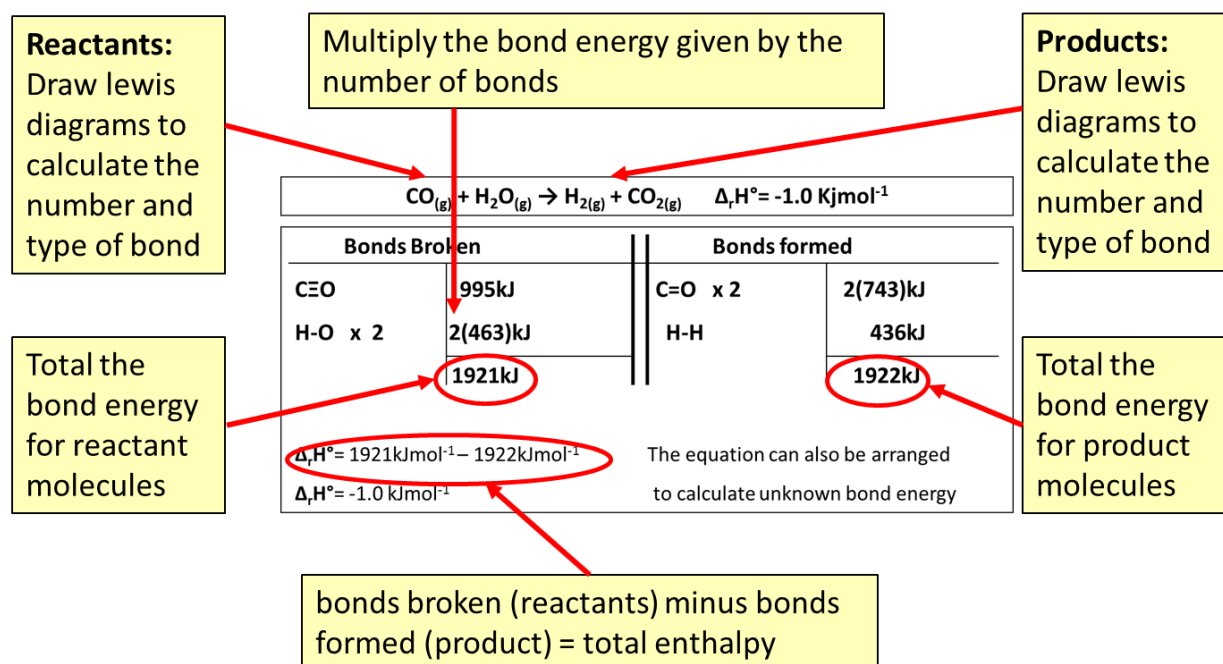 Reactants:
Draw lewis
diagrams to
calculate the
number and
type of bond
Multiply the bond energy given by the
number of bonds
Products:
Draw lewis
diagrams to
calculate the
number and
type of bond
CO(g) + H₂O(g) → H₂(g) + CO₂(g) ΔᵣH°= -1.0 Kjmol⁻¹
Bonds Broken Bonds formed
CΞO 995kJ C=O x 2 2(743)kJ
H-O x 2 2(463)kJ H-H 436kJ
1921kJ 1922kJ
Total the
bond energy
for reactant
molecules
Total the
bond energy
for product
molecules
ΔᵣH°= 1921kJmol⁻¹ – 1922kJmol⁻¹ The equation can also be arranged
ΔᵣH°= -1.0 kJmol⁻¹ to calculate unknown bond energy
bonds broken (reactants) minus bonds
formed (product) = total enthalpy